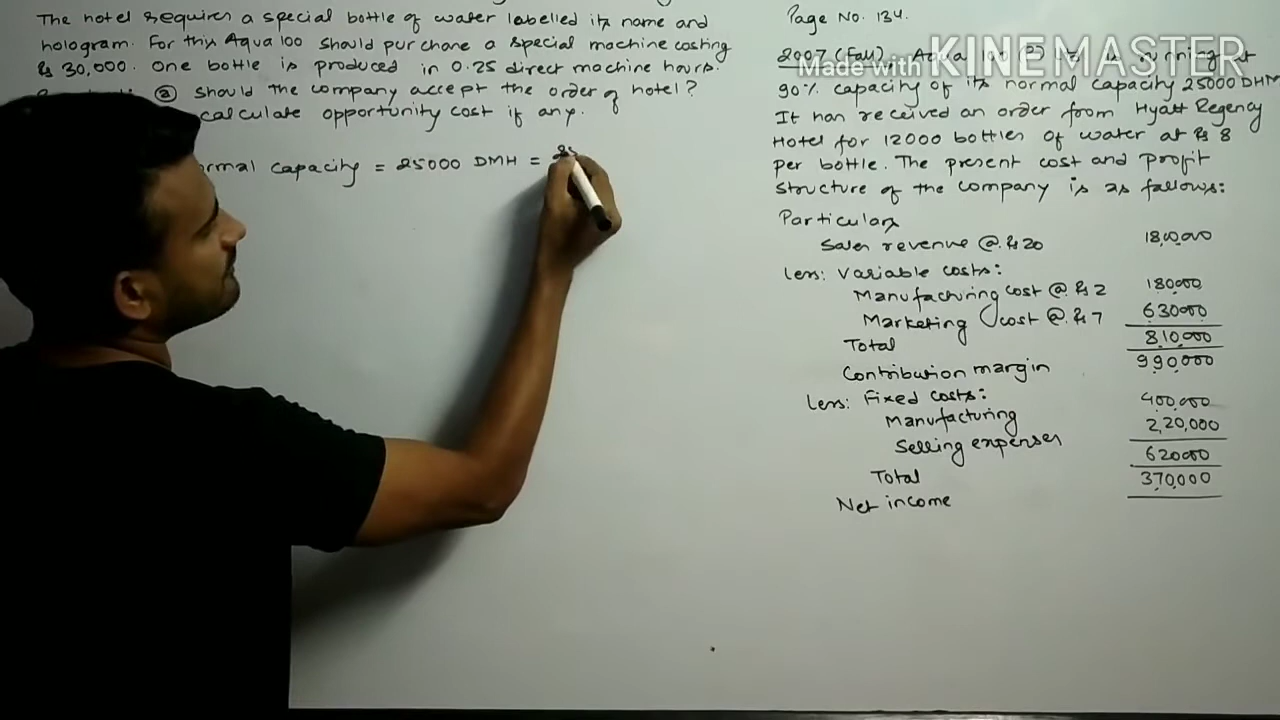 The hotel requires a special bottle of water labelled its name and
hologram. For this Aqua 100 should purchase a special machine costing
Rs 30,000. One bottle is produced in 0.25 direct machine hours.
ⓐ should the company accept the order of hotel?
calculate opportunity cost if any.
ormal capacity = 25000 DMH =
Page No. 134.
2007 (Fall), running at
90% capacity of its normal capacity 25000 DHM
It has received an order from Hyatt Regency
Hotel for 12000 bottles of water at Rs 8
per bottle. The present cost and profit
structure of the company is as follows:
Particulars
Sales revenue @ Rs 20 18,00,000
Less: Variable costs:
Manufacturing cost @ Rs 2 180000
Marketing cost @ Rs 7 630000
Total 810,000
Contribution margin 990,000
Less: Fixed costs:
Manufacturing 400,000
Selling expenses 2,20,000
Total 620000
Net income 370,000
Made with KINEMASTER